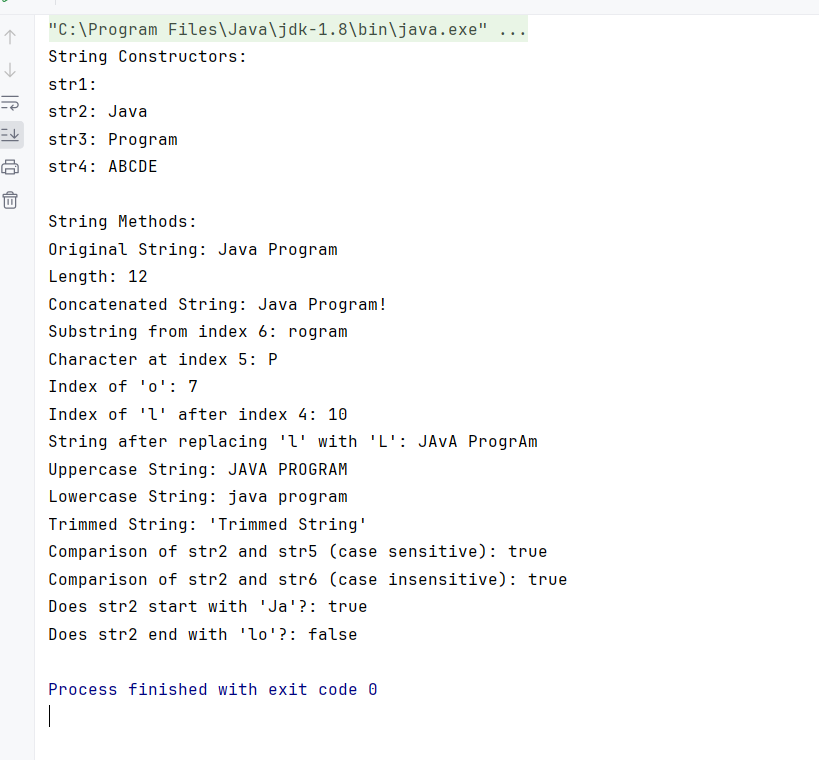 "C:\Program Files\Java\jdk-1.8\bin\java.exe" ...
String Constructors:
str1:
str2: Java
str3: Program
str4: ABCDE
String Methods:
Original String: Java Program
Length: 12
Concatenated String: Java Program!
Substring from index 6: rogram
Character at index 5: P
Index of 'o': 7
Index of 'l' after index 4: 10
String after replacing 'l' with 'L': JAvA ProgrAm
Uppercase String: JAVA PROGRAM
Lowercase String: java program
Trimmed String: 'Trimmed String'
Comparison of str2 and str5 (case sensitive): true
Comparison of str2 and str6 (case insensitive): true
Does str2 start with 'Ja'?: true
Does str2 end with 'lo'?: false
Process finished with exit code 0